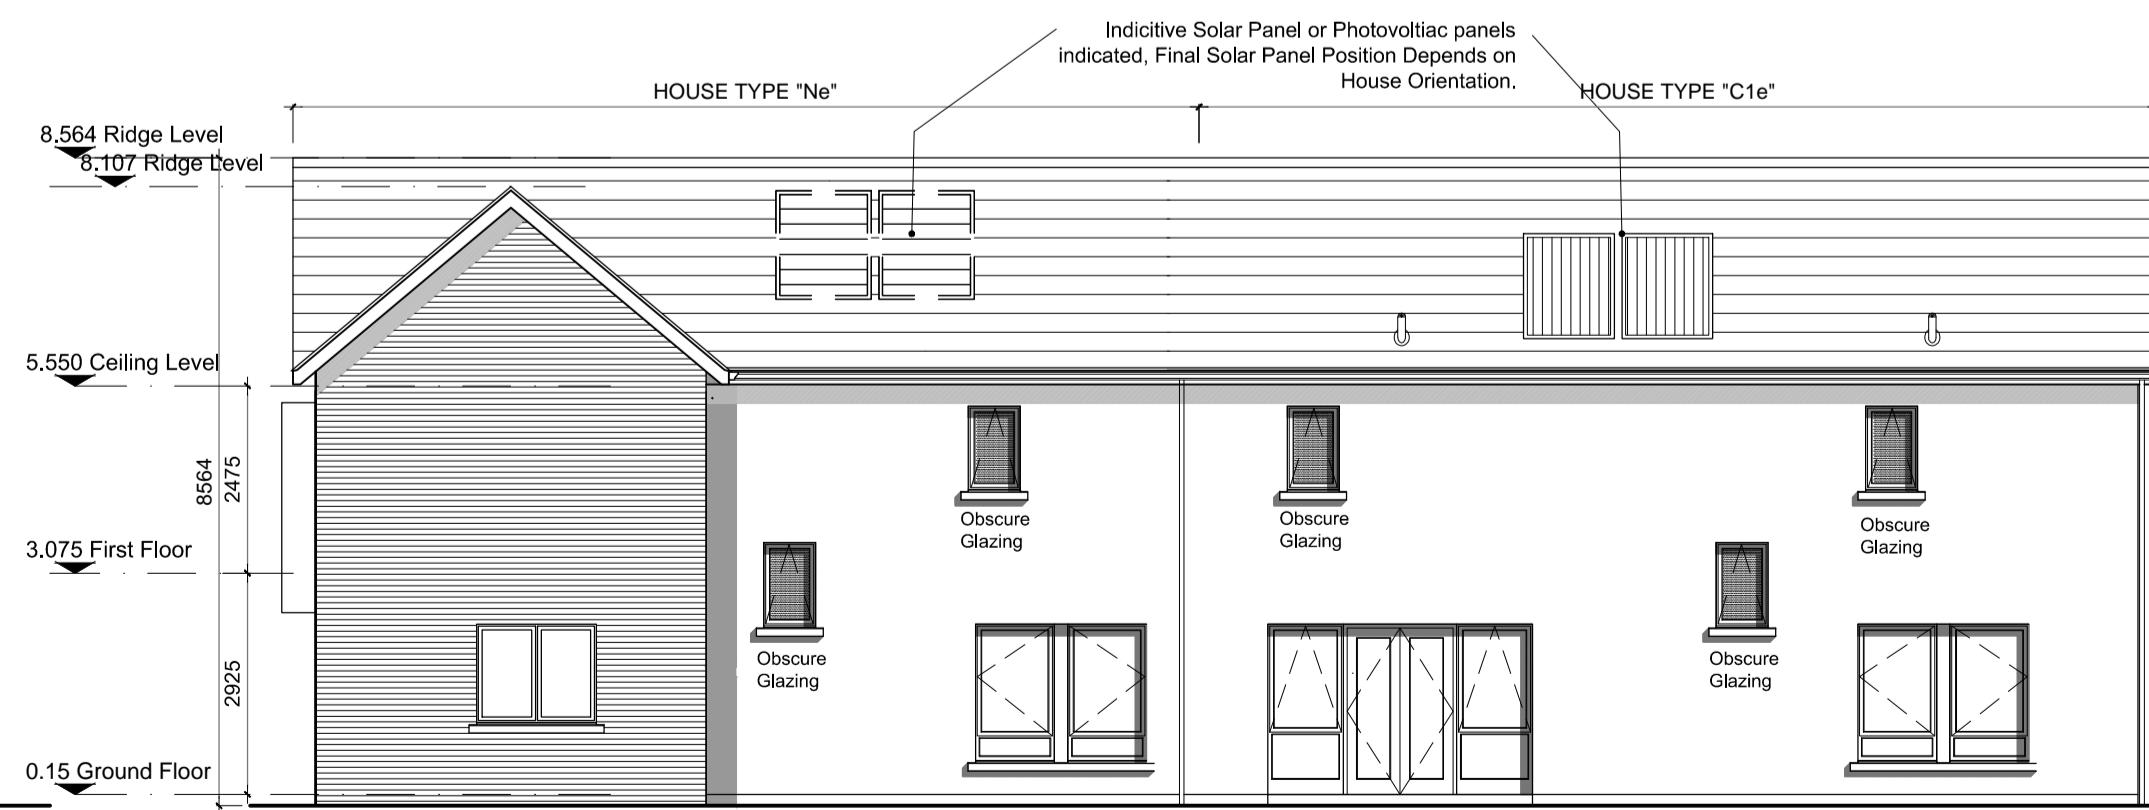 Indicitive Solar Panel or Photovoltiac panels
indicated, Final Solar Panel Position Depends on
House Orientation.
HOUSE TYPE "Ne"
HOUSE TYPE "C1e"
8.564 Ridge Level
8.107 Ridge Level
5.550 Ceiling Level
8564
2475
Obscure
Glazing
Obscure
Glazing
Obscure
Glazing
3.075 First Floor
Obscure
Glazing
Obscure
Glazing
2925
0.15 Ground Floor